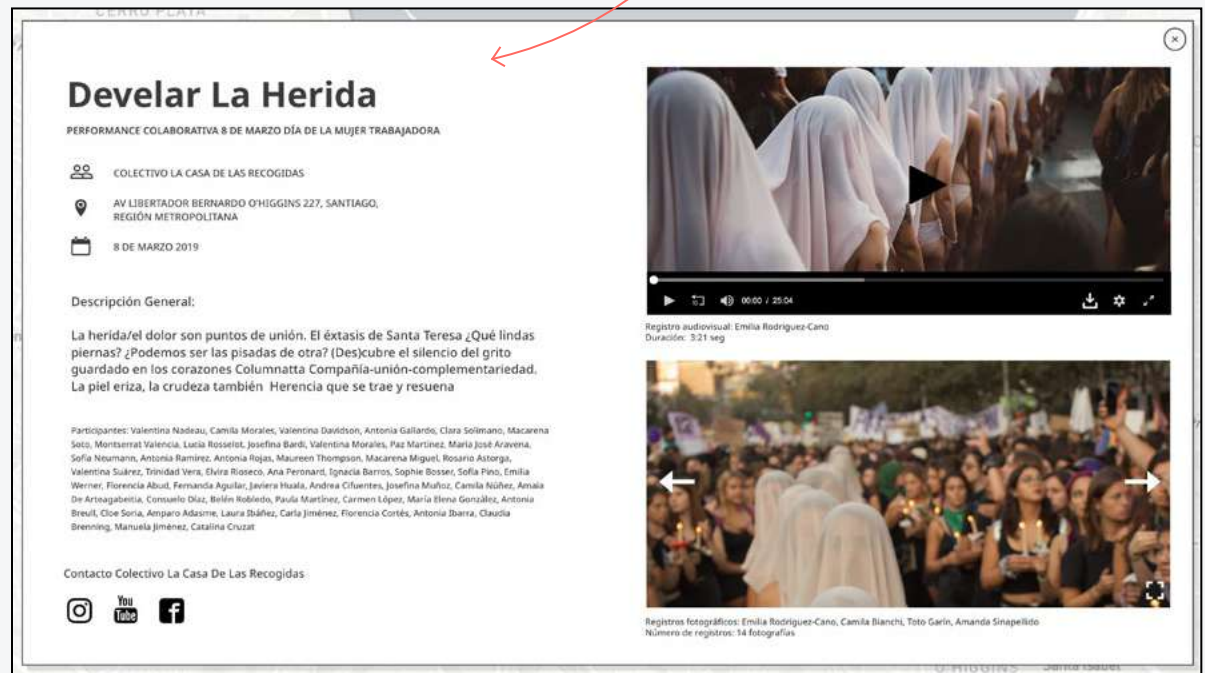 CERRO PLATA
Develar La Herida
PERFORMANCE COLABORATIVA 8 DE MARZO DÍA DE LA MUJER TRABAJADORA
COLECTIVO LA CASA DE LAS RECOGIDAS
AV LIBERTADOR BERNARDO O'HIGGINS 227, SANTIAGO,
REGIÓN METROPOLITANA
8 DE MARZO 2019
Descripción General:
La herida/el dolor son puntos de unión. El éxtasis de Santa Teresa ¿Qué lindas
piernas? ¿Podemos ser las pisadas de otra? (Des)cubre el silencio del grito
guardado en los corazones Columnatta Compañía-unión-complementariedad.
La piel eriza, la crudeza también Herencia que se trae y resuena
Participantes: Valentina Nadeau, Camila Morales, Valentina Davidson, Antonia Gallardo, Clara Solimano, Macarena
Soto, Montserrat Valencia, Lucía Rosselot, Josefina Bardi, Valentina Morales, Paz Martínez, María José Aravena,
Sofía Neumann, Antonia Ramírez, Antonia Rojas, Maureen Thompson, Macarena Miguel, Rosario Astorga,
Valentina Suárez, Trinidad Vera, Elvira Rioseco, Ana Peronard, Ignacia Barros, Sophie Bosser, Sofía Pino, Emilia
Werner, Florencia Abud, Fernanda Aguilar, Javiera Huala, Andrea Cifuentes, Josefina Muñoz, Camila Núñez, Amaia
De Arteagabeitia, Consuelo Díaz, Belén Robledo, Paula Martínez, Carmen López, María Elena González, Antonia
Breull, Cloe Soria, Amparo Adasme, Laura Ibáñez, Carla Jiménez, Florencia Cortés, Antonia Ibarra, Claudia
Brenning, Manuela Jiménez, Catalina Cruzat
Contacto Colectivo La Casa De Las Recogidas
You
Tube
00:00 / 25:04
Registro audiovisual: Emilia Rodríguez-Cano
Duración: 3:21 seg
Registros fotográficos: Emilia Rodríguez-Cano, Camila Bianchi, Toto Garín, Amanda Sinapellido
Número de registros: 14 fotografías
O'HIGGINS
Santa Isabel